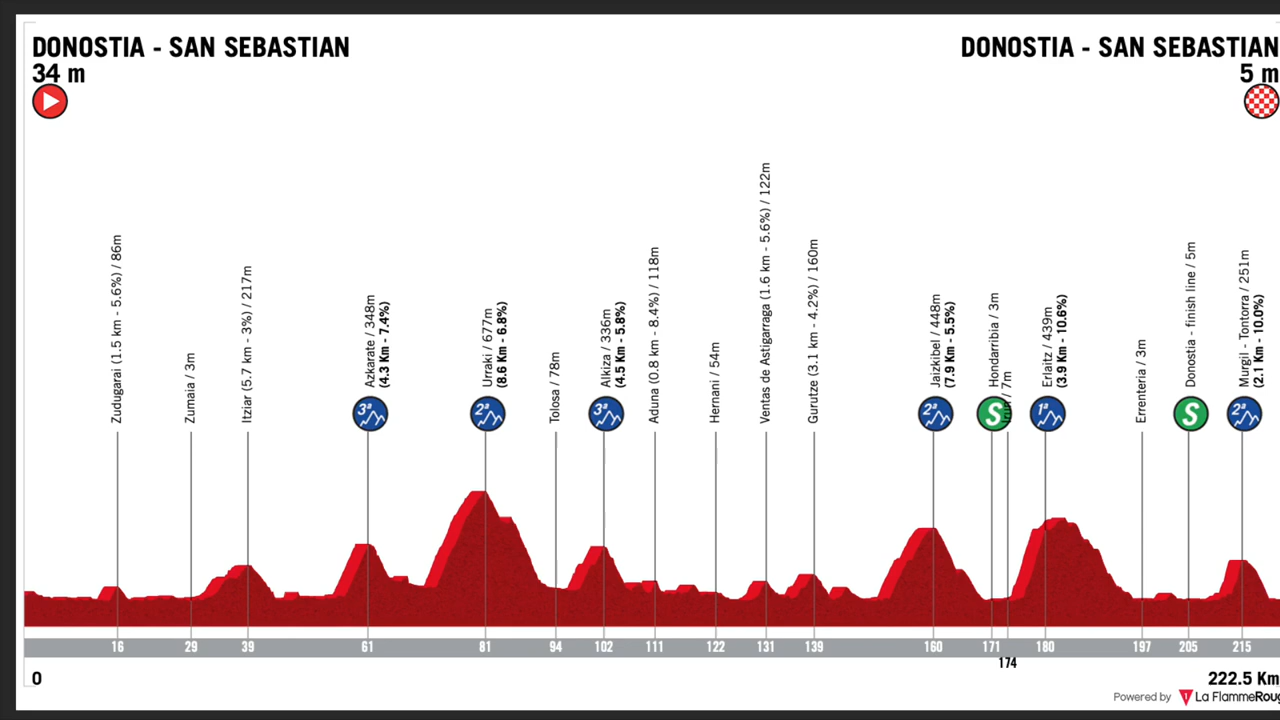 DONOSTIA - SAN SEBASTIAN
34 m
DONOSTIA - SAN SEBASTIAN
5 m
Zudugarai (1.5 km - 5.6%) / 86m
Zumaia / 3m
Itziar (5.7 km - 3%) / 217m
Azkarate / 348m
(4.3 Km - 7.4%)
3ª
Urraki / 677m
(8.6 Km - 6.8%)
2ª
Tolosa / 78m
Alkiza / 336m
(4.5 Km - 5.8%)
3ª
Aduna (0.8 km - 8.4%) / 118m
Hernani / 54m
Ventas de Astigarraga (1.6 km - 5.6%) / 122m
Gurutze (3.1 km - 4.2%) / 160m
Jaizkibel / 448m
(7.9 Km - 5.5%)
2ª
Hondarribia / 3m
S
Irun / 7m
Erlaitz / 439m
(3.9 Km - 10.6%)
1ª
Errenteria / 3m
Donostia - finish line / 5m
S
Murgil - Tontorra / 251m
(2.1 Km - 10.0%)
2ª
16 29 39 61 81 94 102 111 122 131 139 160 171 180 197 205 215
174
0
222.5 Km
Powered by La FlammeRoug